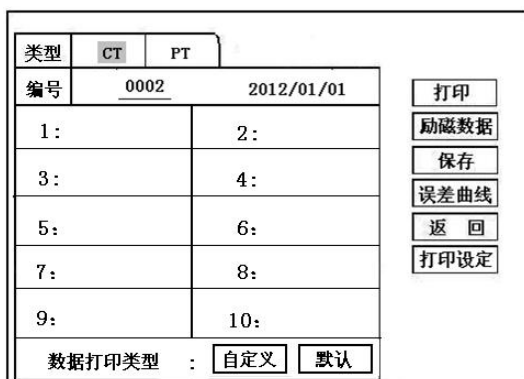 类型 CT PT
编号 0002 2012/01/01
1: 2:
3: 4:
5: 6:
7: 8:
9: 10:
数据打印类型 : 自定义 默认
打印
励磁数据
保存
误差曲线
返 回
打印设定